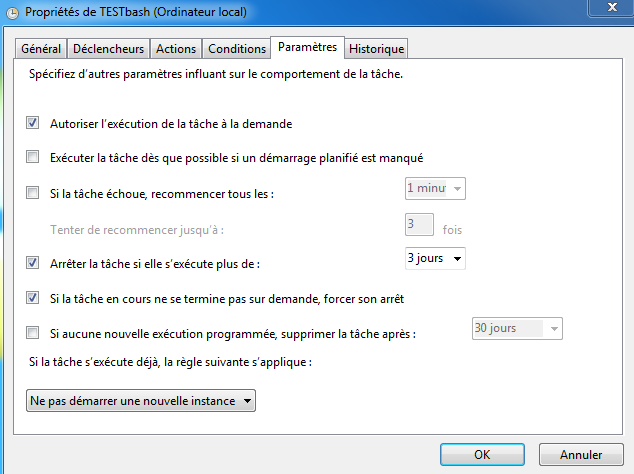 Propriétés de TESTbash (Ordinateur local)
x
Général Déclencheurs Actions Conditions Paramètres Historique
Spécifiez d'autres paramètres influant sur le comportement de la tâche.
Autoriser l'exécution de la tâche à la demande
Exécuter la tâche dès que possible si un démarrage planifié est manqué
Si la tâche échoue, recommencer tous les : 1 minu
Tenter de recommencer jusqu'à : 3 fois
Arrêter la tâche si elle s'exécute plus de : 3 jours
Si la tâche en cours ne se termine pas sur demande, forcer son arrêt
Si aucune nouvelle exécution programmée, supprimer la tâche après : 30 jours
Si la tâche s'exécute déjà, la règle suivante s'applique :
Ne pas démarrer une nouvelle instance
OK Annuler